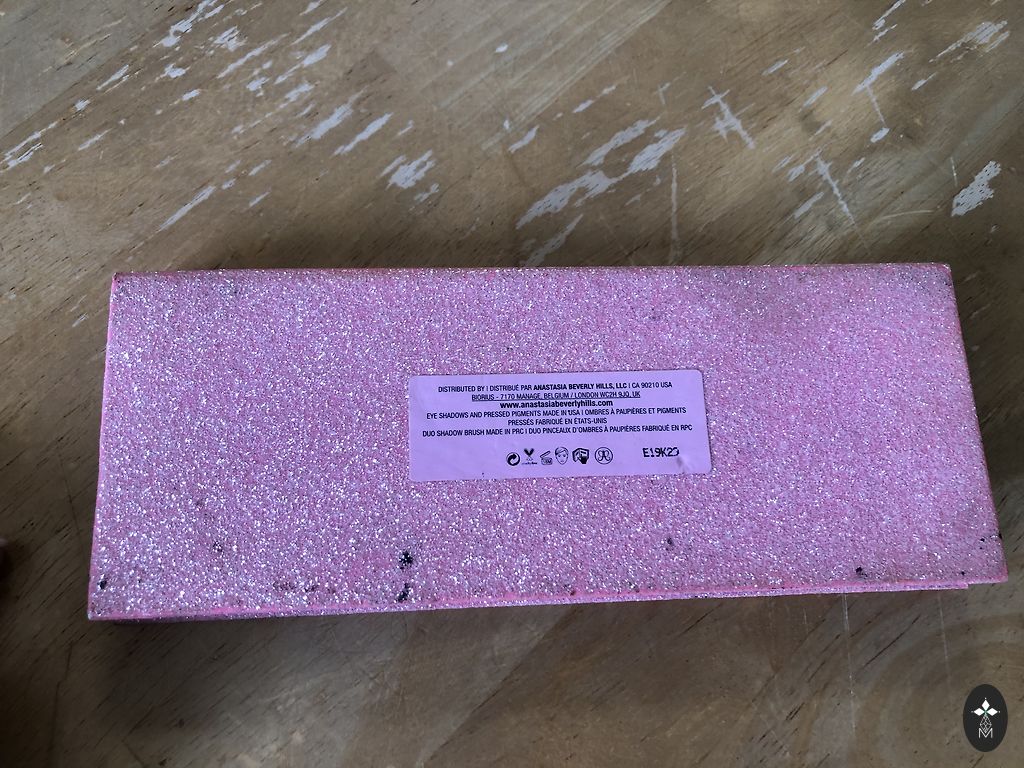 DISTRIBUTED BY | DISTRIBUÉ PAR ANASTASIA BEVERLY HILLS, LLC | CA 90210 USA
BIORIUS - 7170 MANAGE, BELGIUM / LONDON WC2H 9JQ, UK
www.anastasiabeverlyhills.com
EYE SHADOWS AND PRESSED PIGMENTS MADE IN USA | OMBRES À PAUPIÈRES ET PIGMENTS
PRESSÉS FABRIQUÉ EN ÉTATS-UNIS
DUO SHADOW BRUSH MADE IN PRC | DUO PINCEAUX D'OMBRES À PAUPIÈRES FABRIQUÉ EN RPC